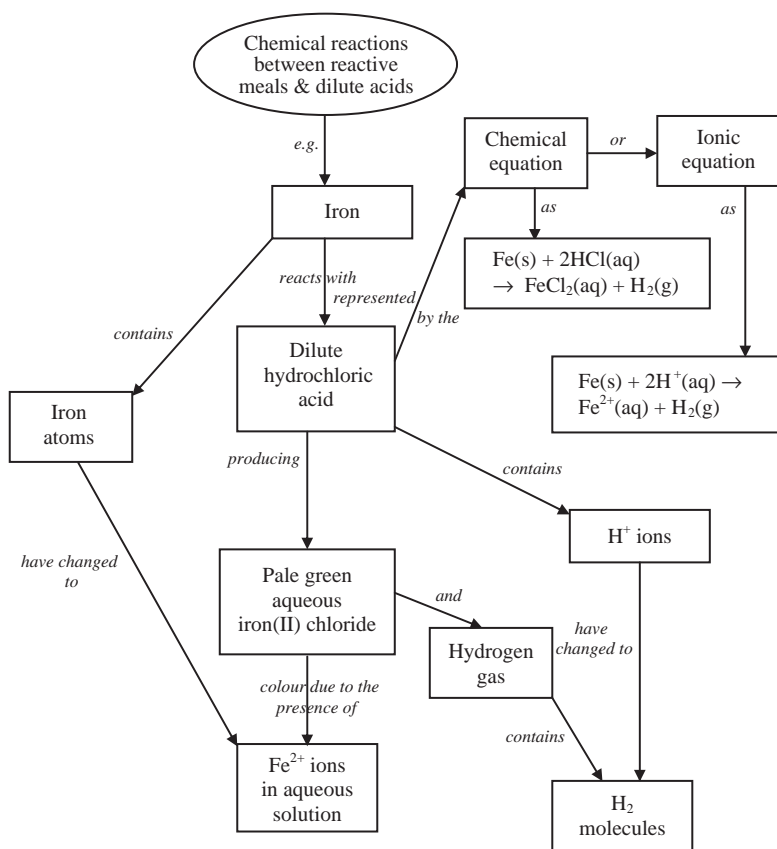 Chemical reactions
between reactive
meals & dilute acids
e.g.
Chemical
equation
or
Ionic
equation
Iron
as
as
reacts with
represented
Fe(s) + 2HCl(aq)
→ FeCl₂(aq) + H₂(g)
contains
by the
Dilute
hydrochloric
acid
Fe(s) + 2H⁺(aq) →
Fe²⁺(aq) + H₂(g)
Iron
atoms
producing
contains
have changed
to
H⁺ ions
Pale green
aqueous
iron(II) chloride
and
have
changed to
Hydrogen
gas
colour due to the
presence of
contains
Fe²⁺ ions
in aqueous
solution
H₂
molecules